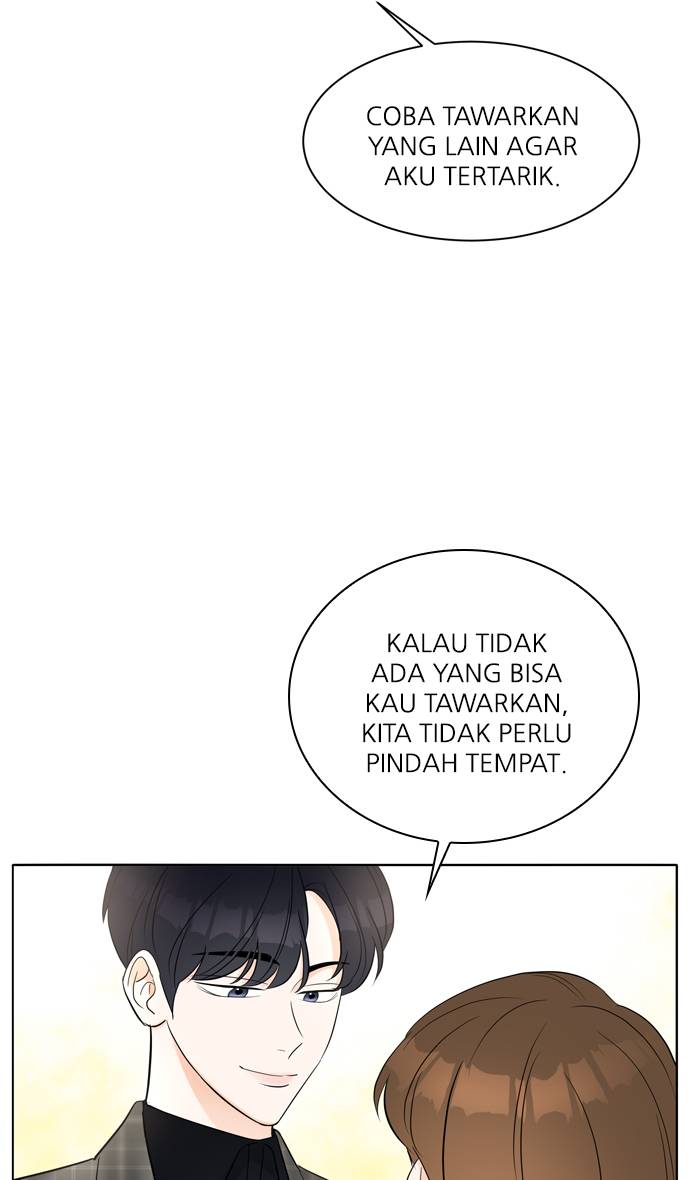 COBA TAWARKAN
YANG LAIN AGAR
AKU TERTARIK.
KALAU TIDAK
ADA YANG BISA
KAU TAWARKAN,
KITA TIDAK PERLU
PINDAH TEMPAT.